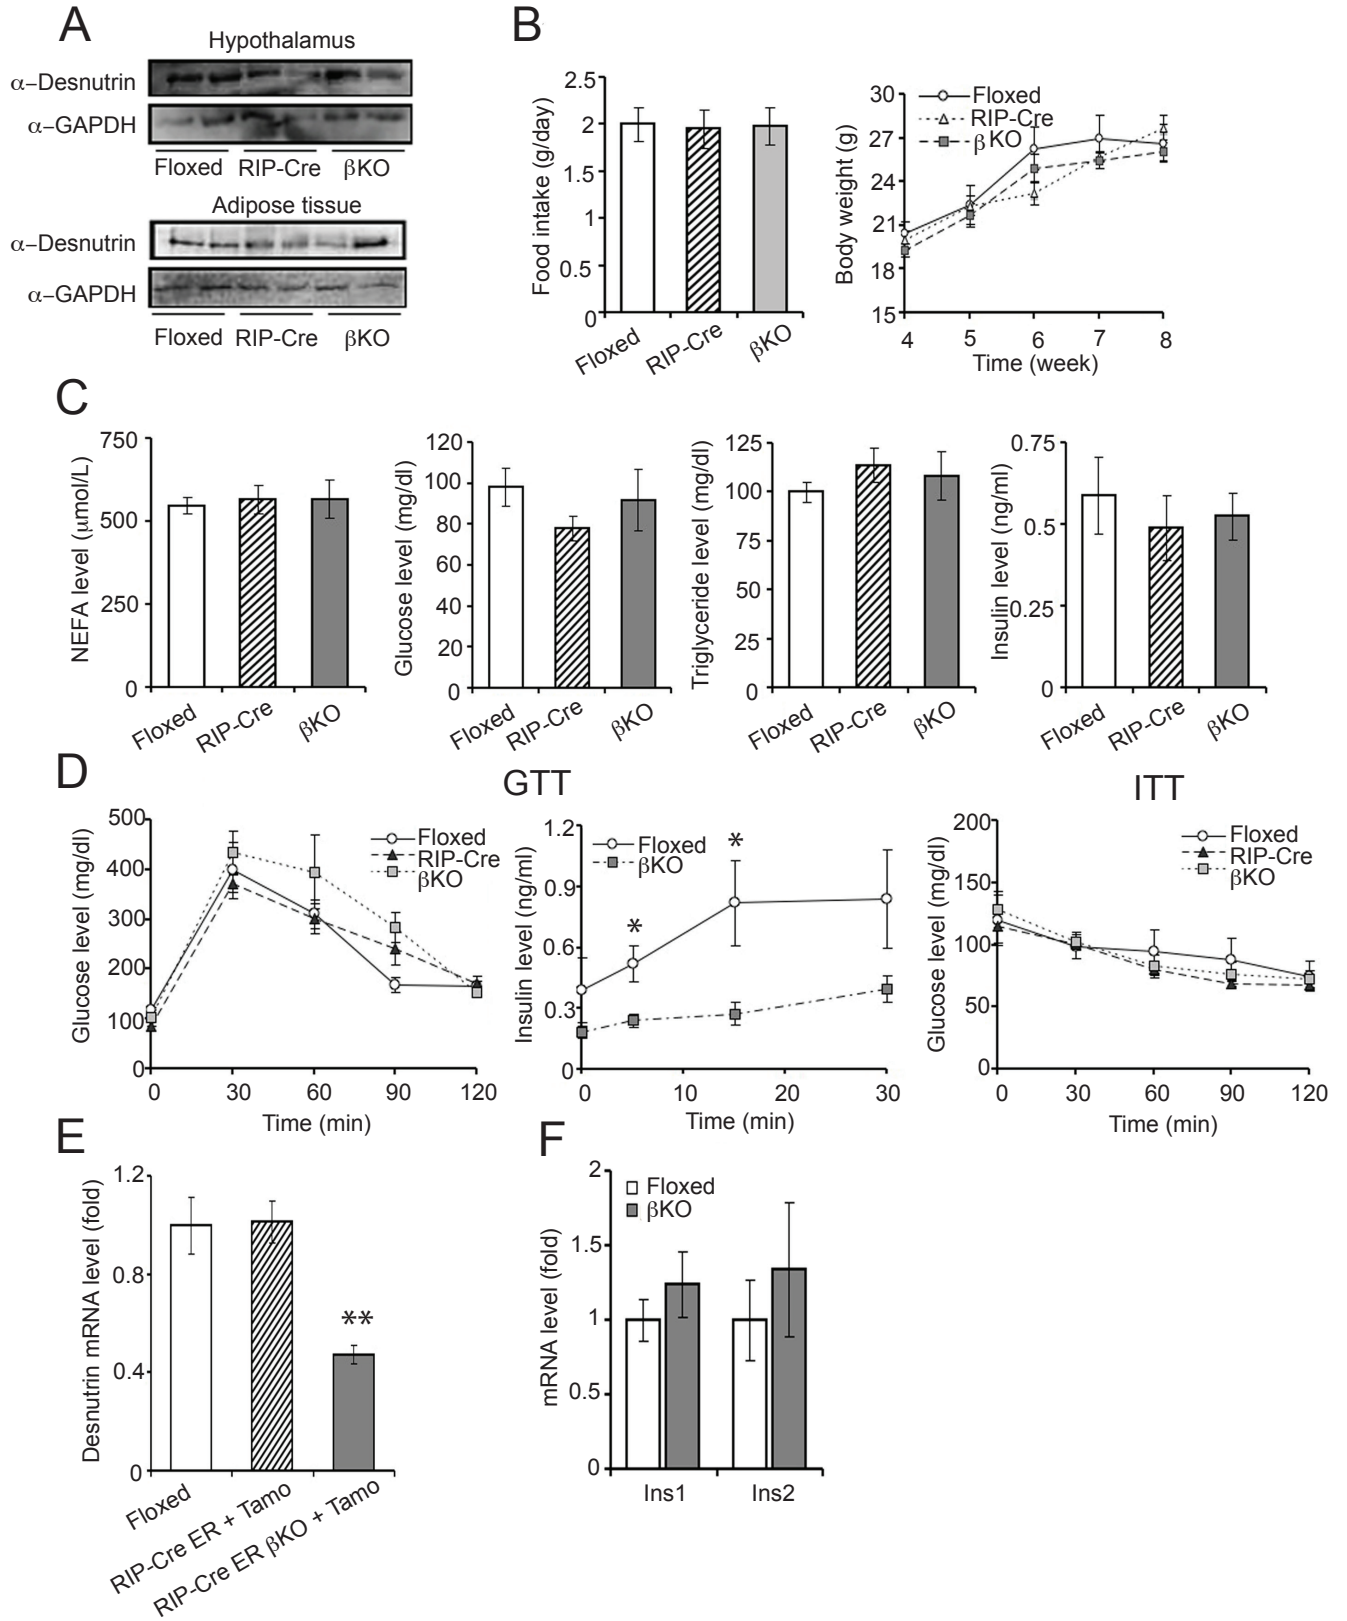 A
Hypothalamus
α–Desnutrin
α–GAPDH
Floxed RIP-Cre βKO
Adipose tissue
α–Desnutrin
α–GAPDH
Floxed RIP-Cre βKO
B
Food intake (g/day)
2.5
2
1.5
1
0.5
0
Floxed
RIP-Cre
βKO
Body weight (g)
30
27
24
21
18
15
Floxed
RIP-Cre
βKO
4 5 6 7 8
Time (week)
C
NEFA level (μmol/L)
750
500
250
0
Floxed
RIP-Cre
βKO
Glucose level (mg/dl)
120
100
80
60
40
20
0
Floxed
RIP-Cre
βKO
Triglyceride level (mg/dl)
125
100
75
50
25
0
Floxed
RIP-Cre
βKO
Insulin level (ng/ml)
0.75
0.5
0.25
0
Floxed
RIP-Cre
βKO
D
GTT
ITT
Glucose level (mg/dl)
500
400
300
200
100
0
Floxed
RIP-Cre
βKO
0 30 60 90 120
Time (min)
Insulin level (ng/ml)
1.2
0.9
0.6
0.3
0
Floxed
βKO
*
*
0 10 20 30
Time (min)
Glucose level (mg/dl)
200
150
100
50
0
Floxed
RIP-Cre
βKO
0 30 60 90 120
Time (min)
E
Desnutrin mRNA level (fold)
1.2
0.8
0.4
0
**
Floxed
RIP-Cre ER + Tamo
RIP-Cre ER βKO + Tamo
F
mRNA level (fold)
2
1.5
1
0.5
0
Floxed
βKO
Ins1 Ins2